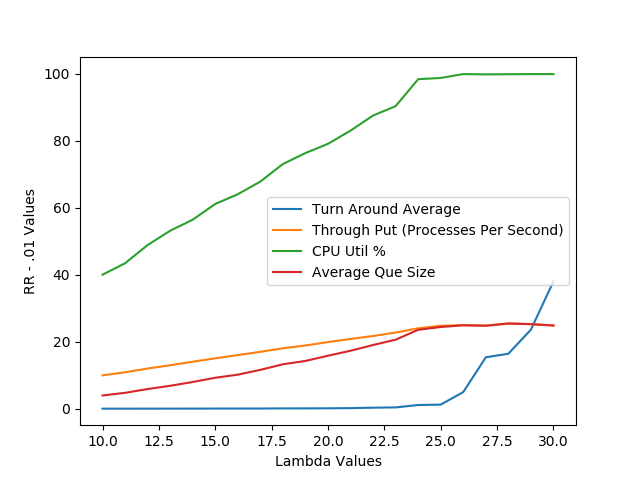 100
80
60
40
20
0
RR - .01 Values
Turn Around Average
Through Put (Processes Per Second)
CPU Util %
Average Que Size
10.0 12.5 15.0 17.5 20.0 22.5 25.0 27.5 30.0
Lambda Values